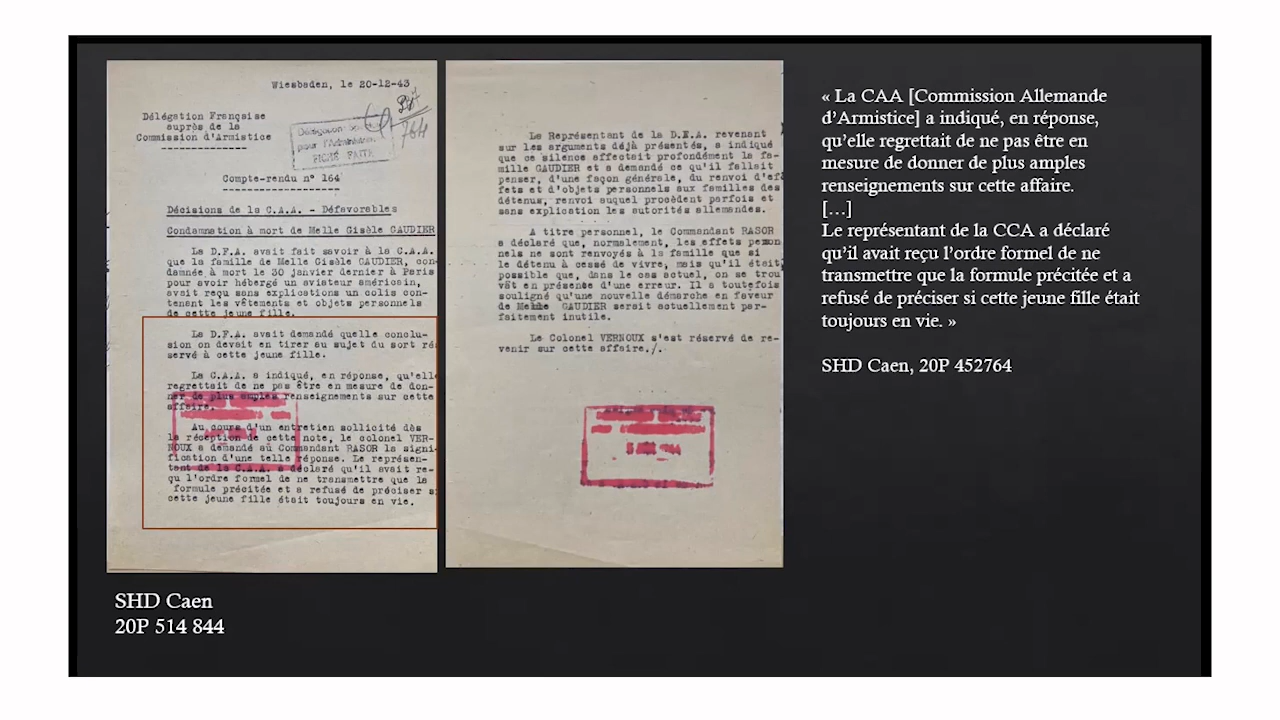 Wiesbaden, le 20-12-43
Délégation Française
auprès de la
Commission d'Armistice
764
pour l'Administration
FICHE FAITE
Compte-rendu n° 164
Décisions de la C.A.A. - Défavorables
Condamnation à mort de Melle Gisèle GAUDIER
La D.F.A. avait fait savoir à la C.A.A.
que la famille de Melle Gisèle GAUDIER, con-
damnée à mort le 30 janvier dernier à Paris
pour avoir hébergé un aviateur américain,
avait reçu sans explications un colis con-
tenant les vêtements et objets personnels
de cette jeune fille.
La D.F.A. avait demandé quelle conclu-
sion on devait en tirer au sujet du sort ré
servé à cette jeune fille.
La C.A.A. a indiqué, en réponse, qu'elle
regrettait de ne pas être en mesure de don-
ner de plus amples renseignements sur cette
affaire.
Au cours d'un entretien sollicité dès
la réception de cette note, le colonel VER-
NOUX a demandé au Commandant RASOR la signi-
fication d'une telle réponse. Le représen-
tant de la C.A.A. a déclaré qu'il avait re-
çu l'ordre formel de ne transmettre que la
formule précitée et a refusé de préciser s
cette jeune fille était toujours en vie.
Le Représentant de la D.F.A. revenant
sur les arguments déjà présentés, a indiqué
que ce silence affectait profondément la fa-
mille GAUDIER et a demandé ce qu'il fallait
penser, d'une façon générale, du renvoi d'ef
fets et d'objets personnels aux familles des
détenus, renvoi auquel procèdent parfois et
sans explication les autorités allemandes.
A titre personnel, le Commandant RASOR
a déclaré que, normalement, les effets person
nels ne sont renvoyés à la famille que si
le détenu à cessé de vivre, mais qu'il était
possible que, dans le cas actuel, on se trou
vât en présence d'une erreur. Il a toutefois
souligné qu'une nouvelle démarche en faveur
de Melle GAUDIER serait actuellement par-
faitement inutile.
Le Colonel VERNOUX s'est réservé de re-
venir sur cette affaire./.
« La CAA [Commission Allemande
d'Armistice] a indiqué, en réponse,
qu'elle regrettait de ne pas être en
mesure de donner de plus amples
renseignements sur cette affaire.
[…]
Le représentant de la CCA a déclaré
qu'il avait reçu l'ordre formel de ne
transmettre que la formule précitée et a
refusé de préciser si cette jeune fille était
toujours en vie. »
SHD Caen, 20P 452764
SHD Caen
20P 514 844